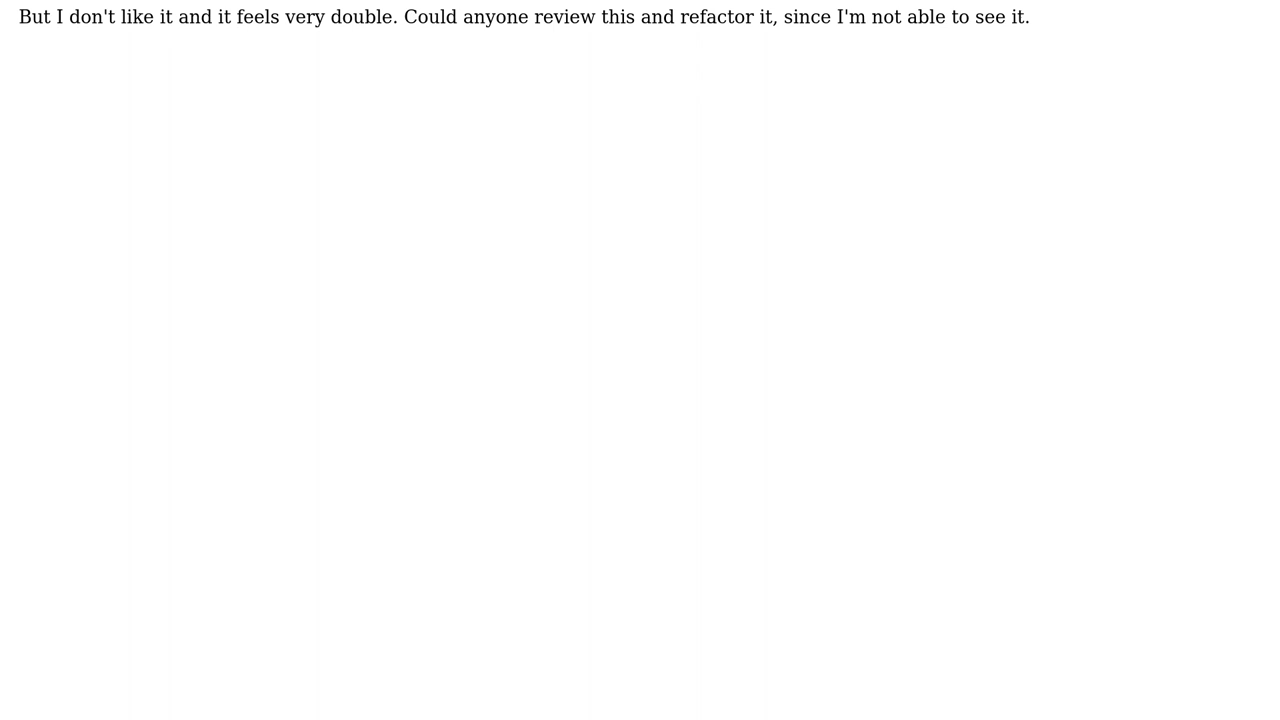 But I don't like it and it feels very double. Could anyone review this and refactor it, since I'm not able to see it.